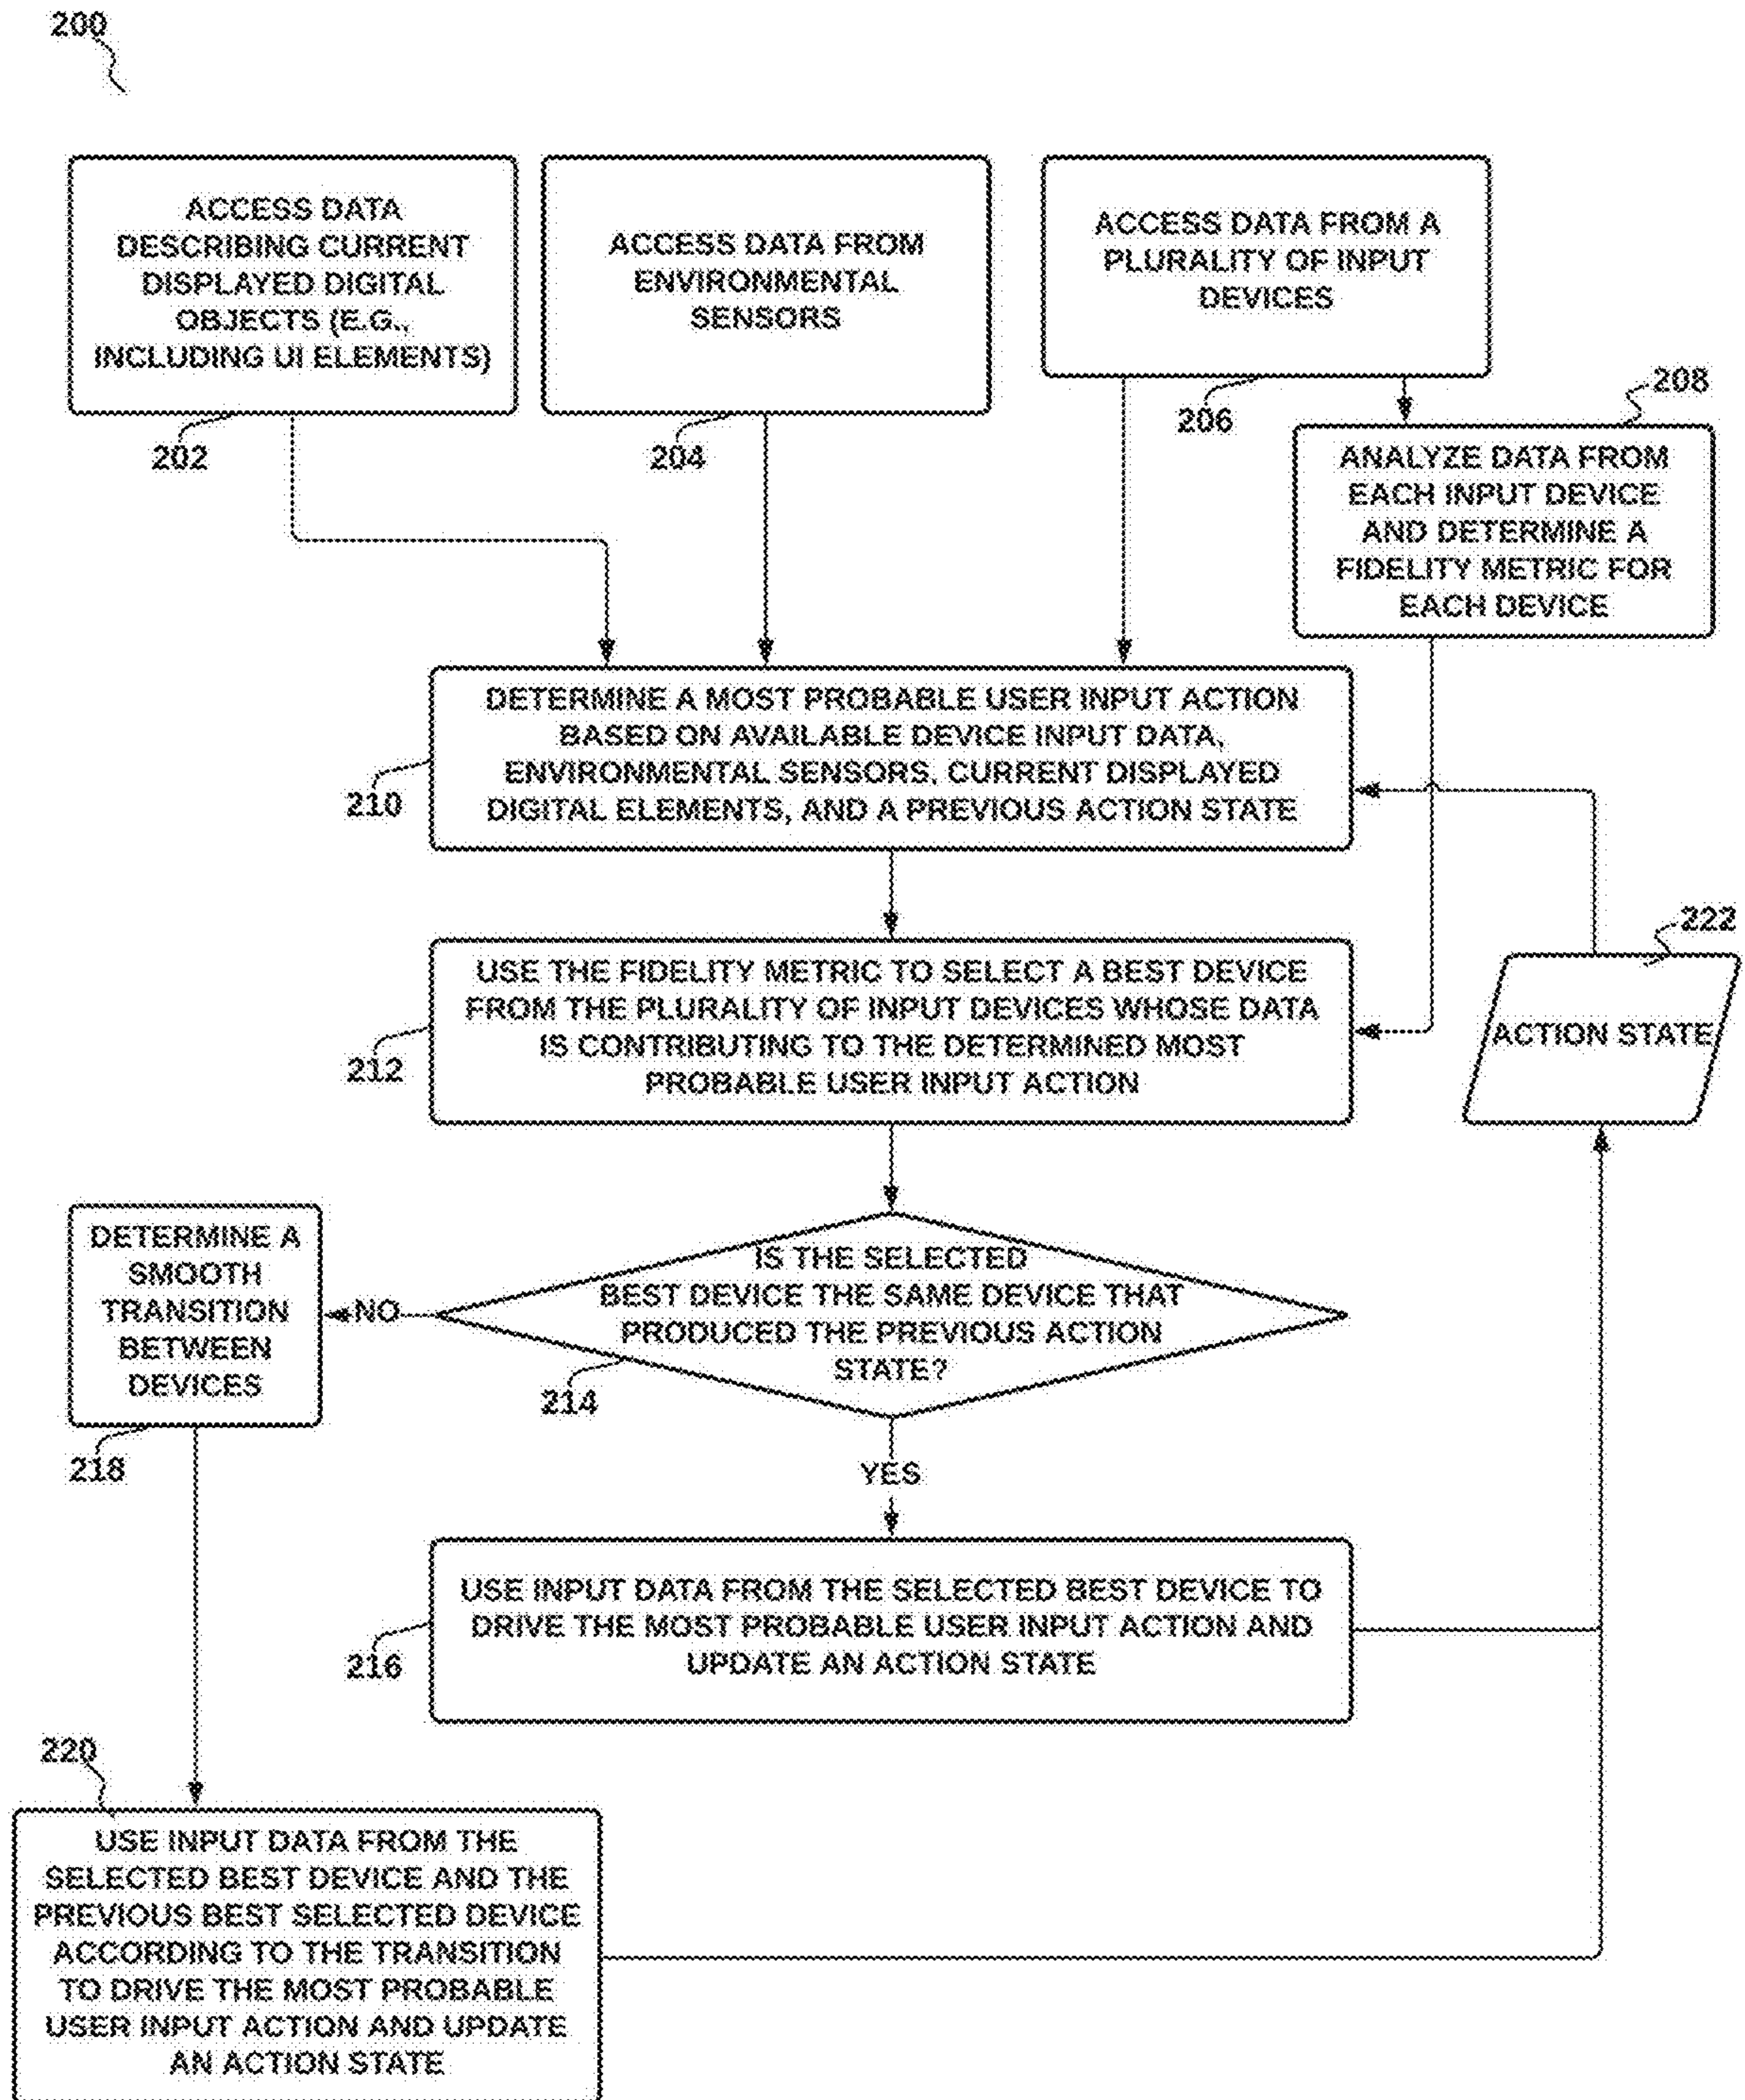 200
ACCESS DATA
DESCRIBING CURRENT
DISPLAYED DIGITAL
OBJECTS (E.G.,
INCLUDING UI ELEMENTS)
202
ACCESS DATA FROM
ENVIRONMENTAL
SENSORS
204
ACCESS DATA FROM A
PLURALITY OF INPUT
DEVICES
206
208
ANALYZE DATA FROM
EACH INPUT DEVICE
AND DETERMINE A
FIDELITY METRIC FOR
EACH DEVICE
DETERMINE A MOST PROBABLE USER INPUT ACTION
BASED ON AVAILABLE DEVICE INPUT DATA,
ENVIRONMENTAL SENSORS, CURRENT DISPLAYED
DIGITAL ELEMENTS, AND A PREVIOUS ACTION STATE
210
222
ACTION STATE
USE THE FIDELITY METRIC TO SELECT A BEST DEVICE
FROM THE PLURALITY OF INPUT DEVICES WHOSE DATA
IS CONTRIBUTING TO THE DETERMINED MOST
PROBABLE USER INPUT ACTION
212
IS THE SELECTED
BEST DEVICE THE SAME DEVICE THAT
PRODUCED THE PREVIOUS ACTION
STATE?
214
NO
DETERMINE A
SMOOTH
TRANSITION
BETWEEN
DEVICES
218
YES
USE INPUT DATA FROM THE SELECTED BEST DEVICE TO
DRIVE THE MOST PROBABLE USER INPUT ACTION AND
UPDATE AN ACTION STATE
216
220
USE INPUT DATA FROM THE
SELECTED BEST DEVICE AND THE
PREVIOUS BEST SELECTED DEVICE
ACCORDING TO THE TRANSITION
TO DRIVE THE MOST PROBABLE
USER INPUT ACTION AND UPDATE
AN ACTION STATE